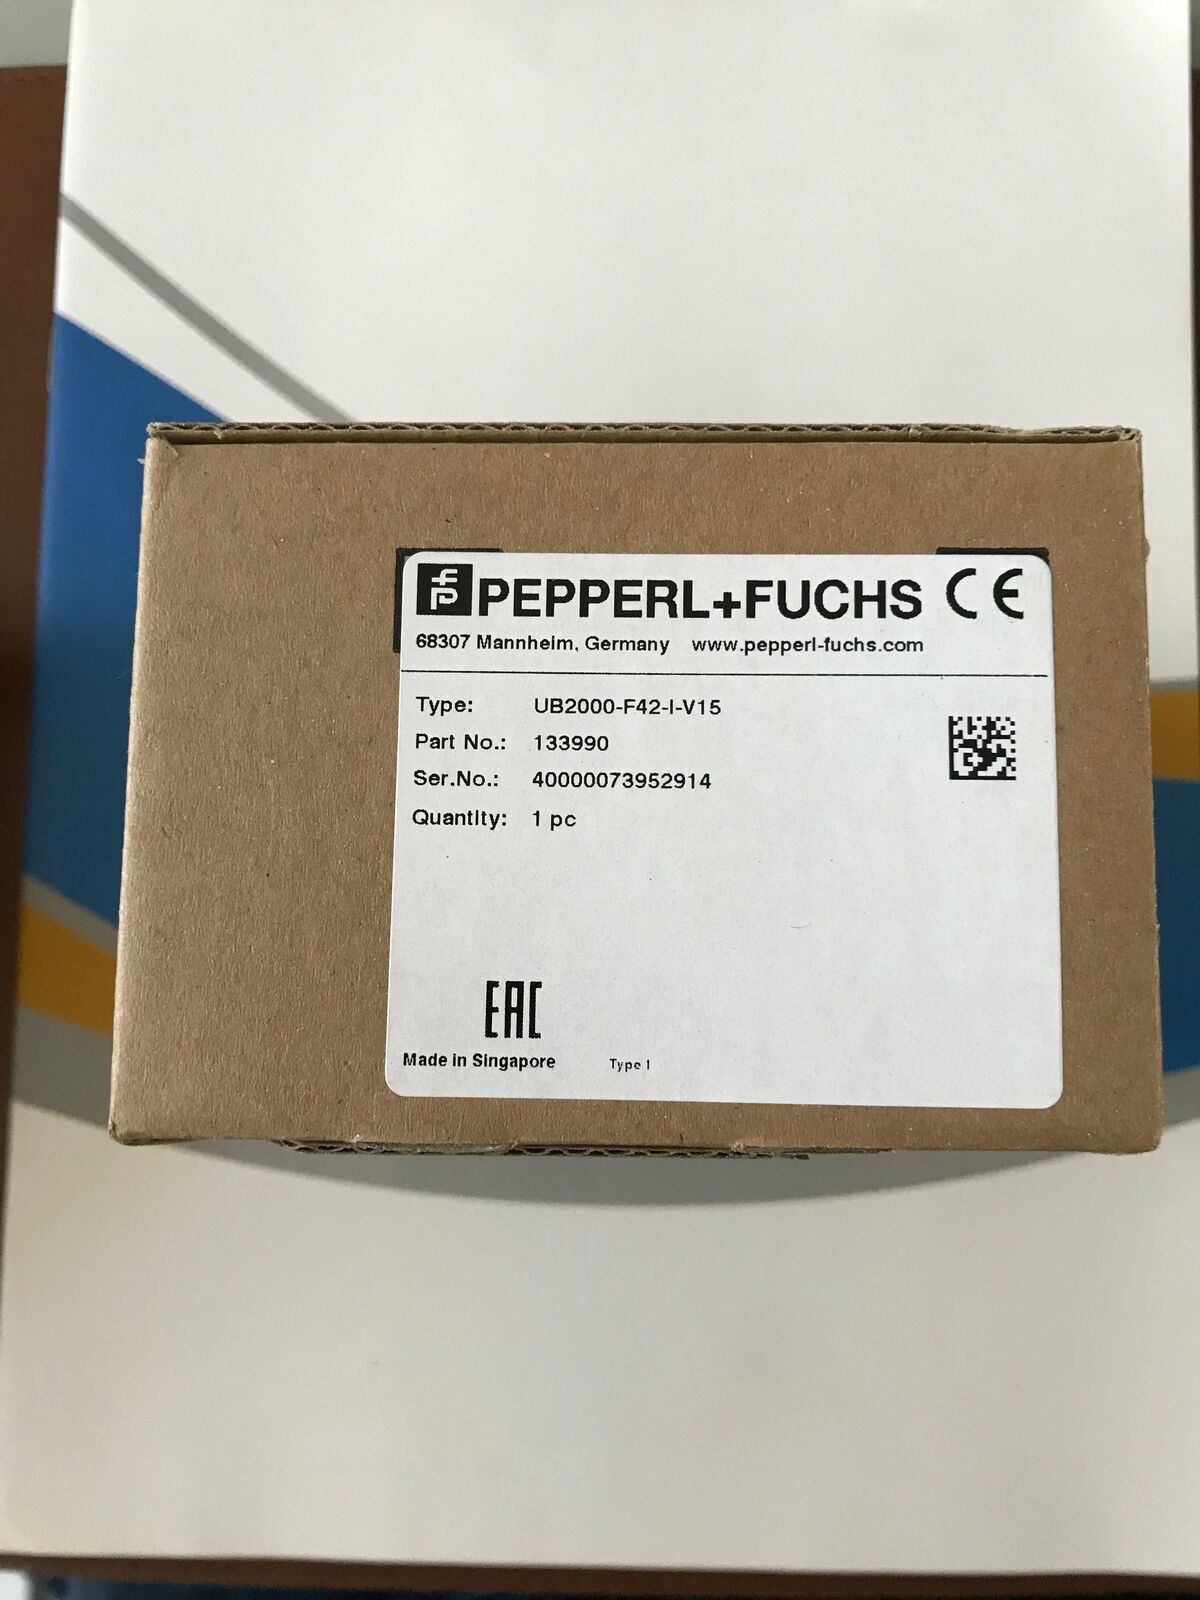 PEPPERL+FUCHS CE
68307 Mannheim, Germany www.pepperl-fuchs.com
Type: UB2000-F42-I-V15
Part No.: 133990
Ser.No.: 40000073952914
Quantity: 1 pc
EAC
Made in Singapore Type I